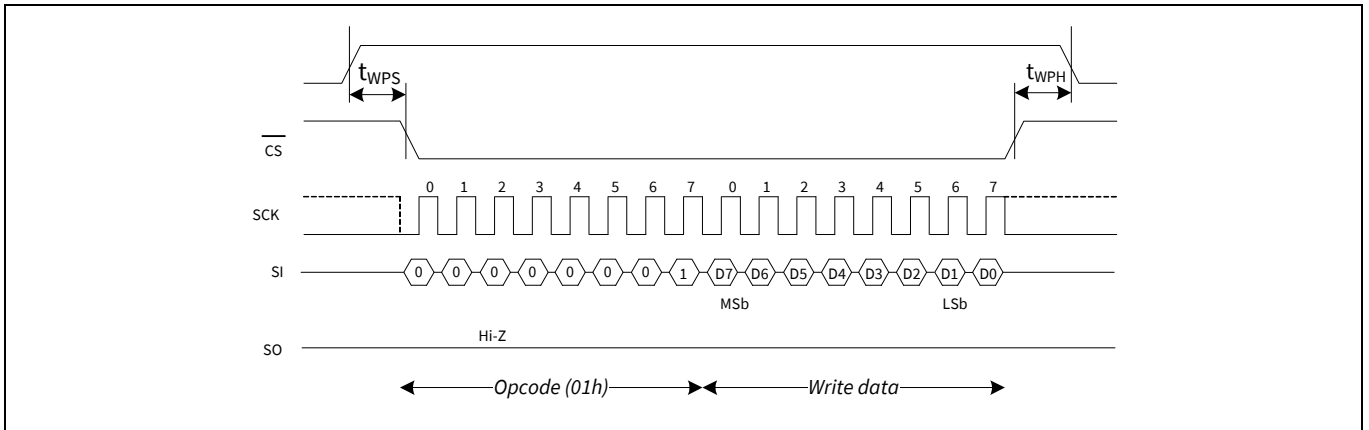 tWPS
tWPH
CS
0 1 2 3 4 5 6 7 0 1 2 3 4 5 6 7
SCK
SI 0 0 0 0 0 0 0 1 D7 D6 D5 D4 D3 D2 D1 D0
MSb LSb
Hi-Z
SO
Opcode (01h) Write data